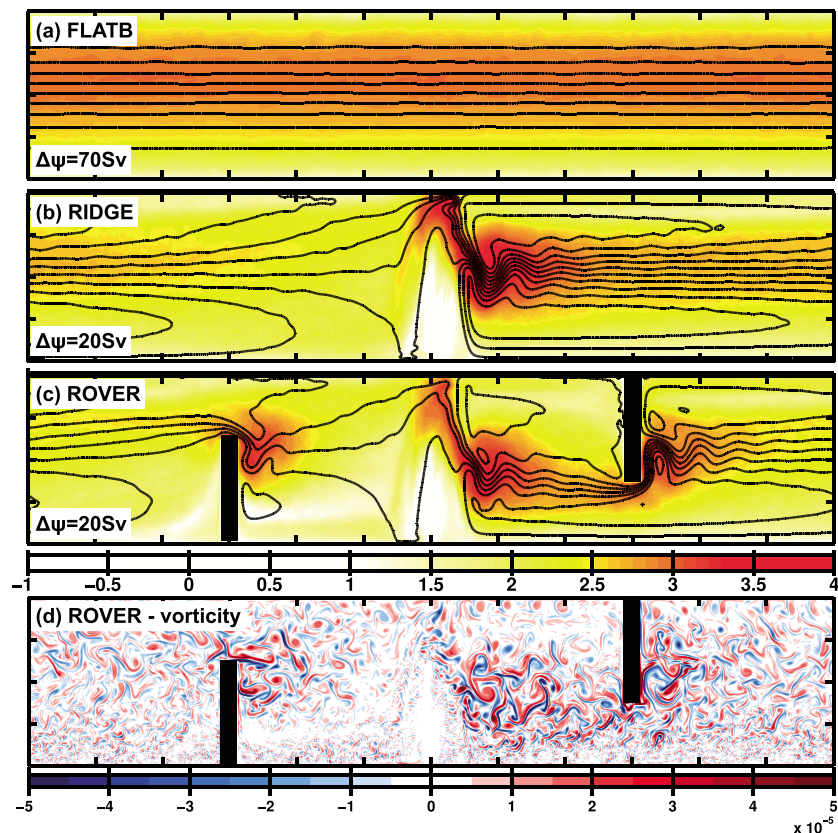 (a) FLATB
Δψ=70Sv
(b) RIDGE
Δψ=20Sv
(c) ROVER
Δψ=20Sv
−1 −0.5 0 0.5 1 1.5 2 2.5 3 3.5 4
(d) ROVER - vorticity
−5 −4 −3 −2 −1 0 1 2 3 4 5
x 10⁻⁵